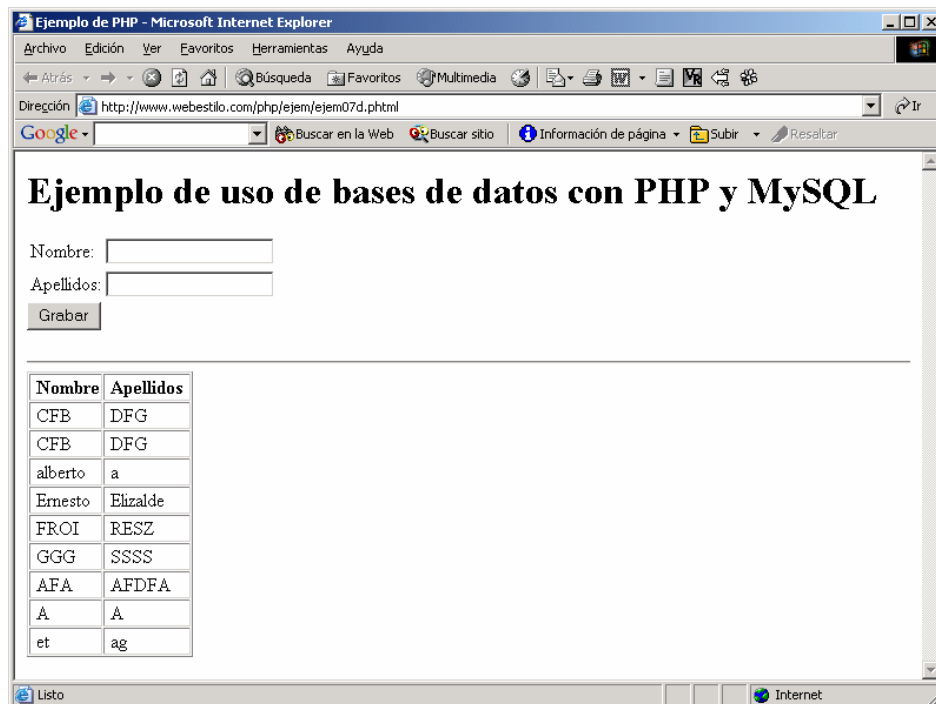 Ejemplo de PHP - Microsoft Internet Explorer
Archivo Edición Ver Favoritos Herramientas Ayuda
Atrás Búsqueda Favoritos Multimedia
Dirección http://www.webestilo.com/php/ejem/ejem07d.phtml Ir
Google Buscar en la Web Buscar sitio Información de página Subir Resaltar
Ejemplo de uso de bases de datos con PHP y MySQL
Nombre:
Apellidos:
Grabar
Nombre Apellidos
CFB DFG
CFB DFG
alberto a
Ernesto Elizalde
FROI RESZ
GGG SSSS
AFA AFDFA
A A
et ag
Listo Internet